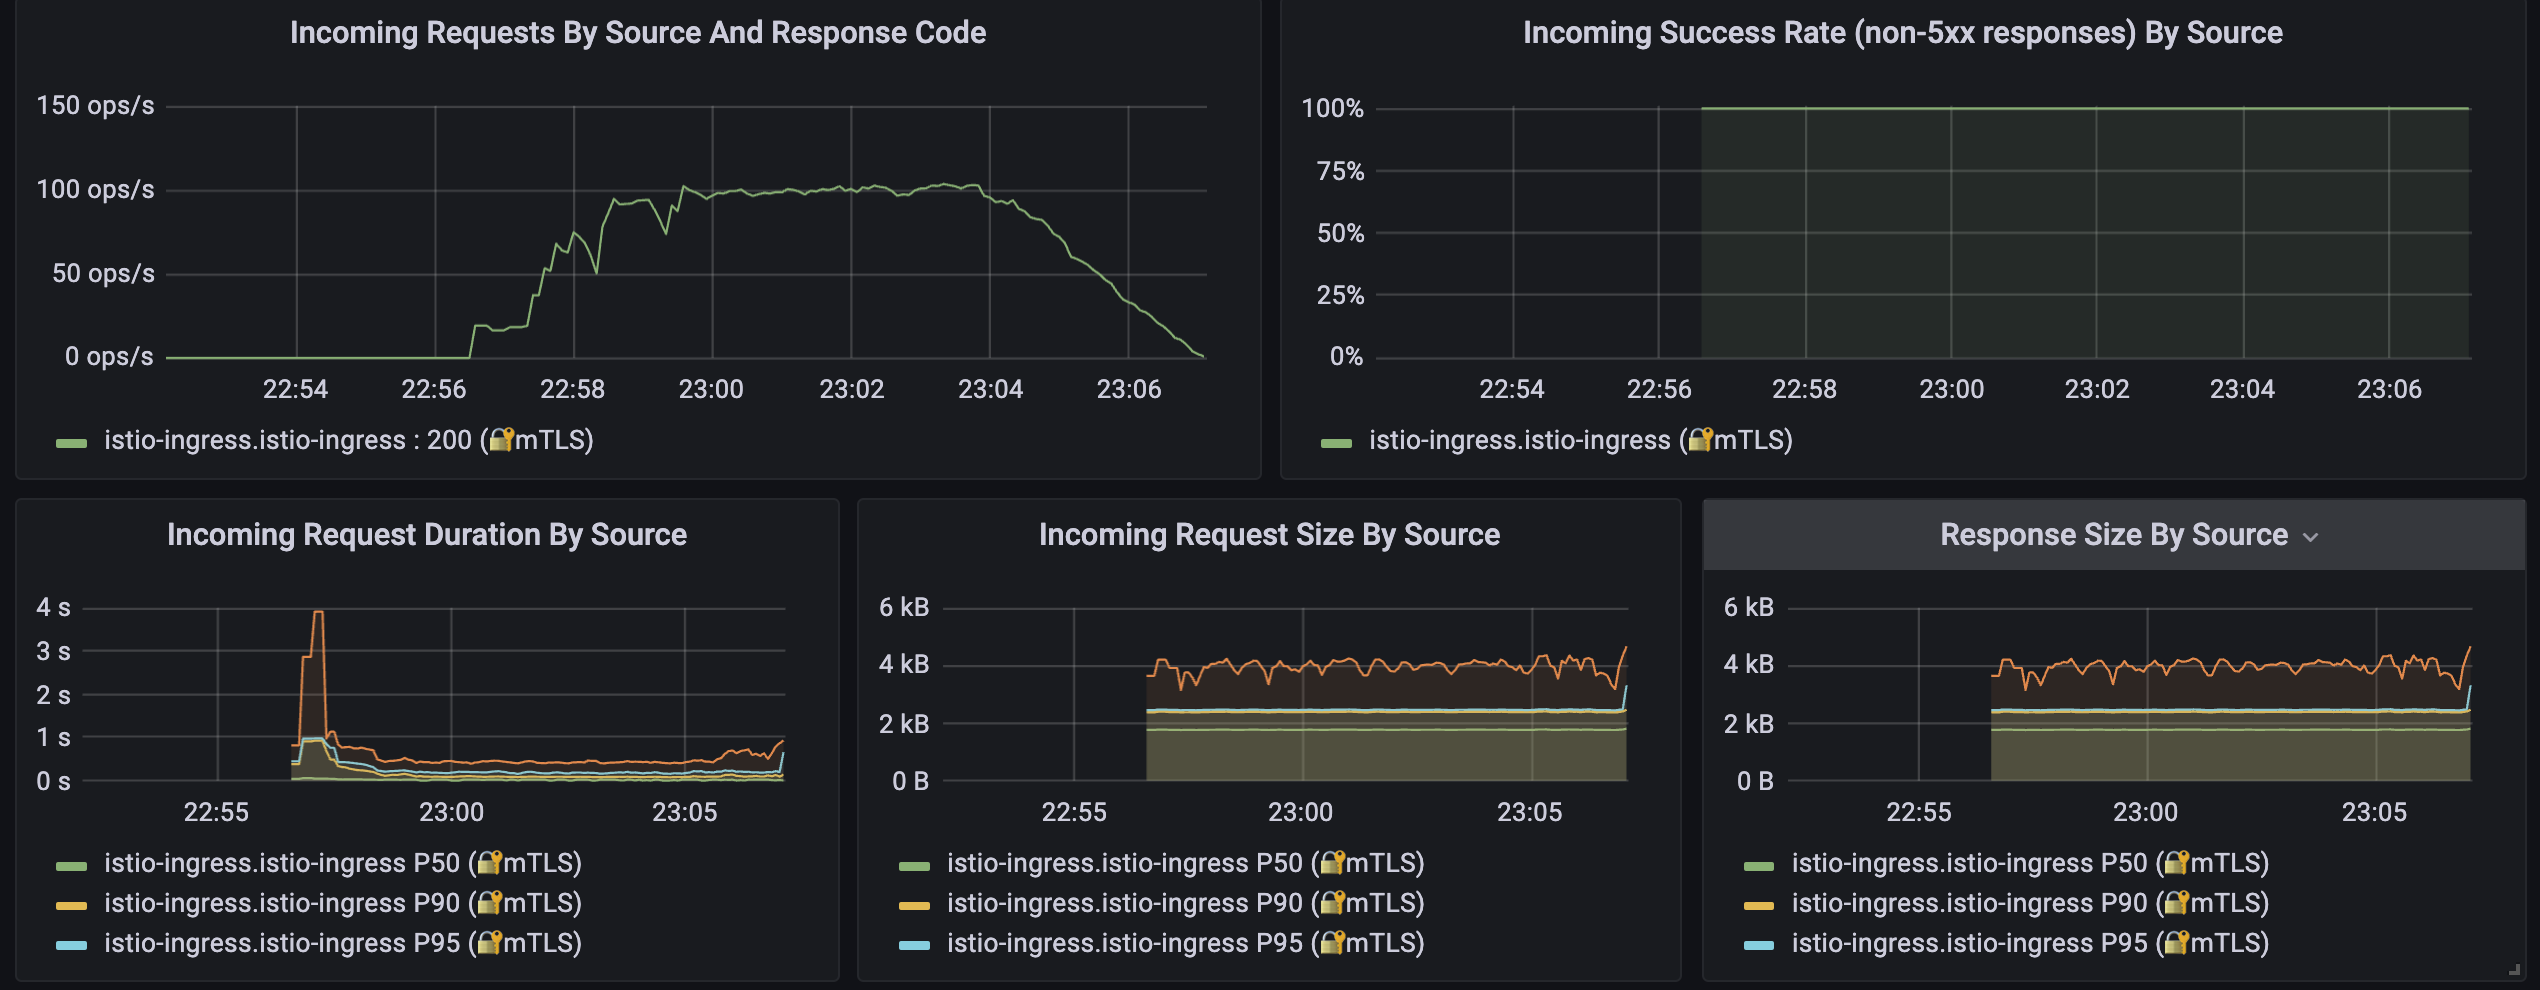 Incoming Requests By Source And Response Code
150 ops/s
100 ops/s
50 ops/s
0 ops/s
22:54 22:56 22:58 23:00 23:02 23:04 23:06
istio-ingress.istio-ingress : 200 (🔐mTLS)
Incoming Success Rate (non-5xx responses) By Source
100%
75%
50%
25%
0%
22:54 22:56 22:58 23:00 23:02 23:04 23:06
istio-ingress.istio-ingress (🔐mTLS)
Incoming Request Duration By Source
4 s
3 s
2 s
1 s
0 s
22:55 23:00 23:05
istio-ingress.istio-ingress P50 (🔐mTLS)
istio-ingress.istio-ingress P90 (🔐mTLS)
istio-ingress.istio-ingress P95 (🔐mTLS)
Incoming Request Size By Source
6 kB
4 kB
2 kB
0 B
22:55 23:00 23:05
istio-ingress.istio-ingress P50 (🔐mTLS)
istio-ingress.istio-ingress P90 (🔐mTLS)
istio-ingress.istio-ingress P95 (🔐mTLS)
Response Size By Source
6 kB
4 kB
2 kB
0 B
22:55 23:00 23:05
istio-ingress.istio-ingress P50 (🔐mTLS)
istio-ingress.istio-ingress P90 (🔐mTLS)
istio-ingress.istio-ingress P95 (🔐mTLS)